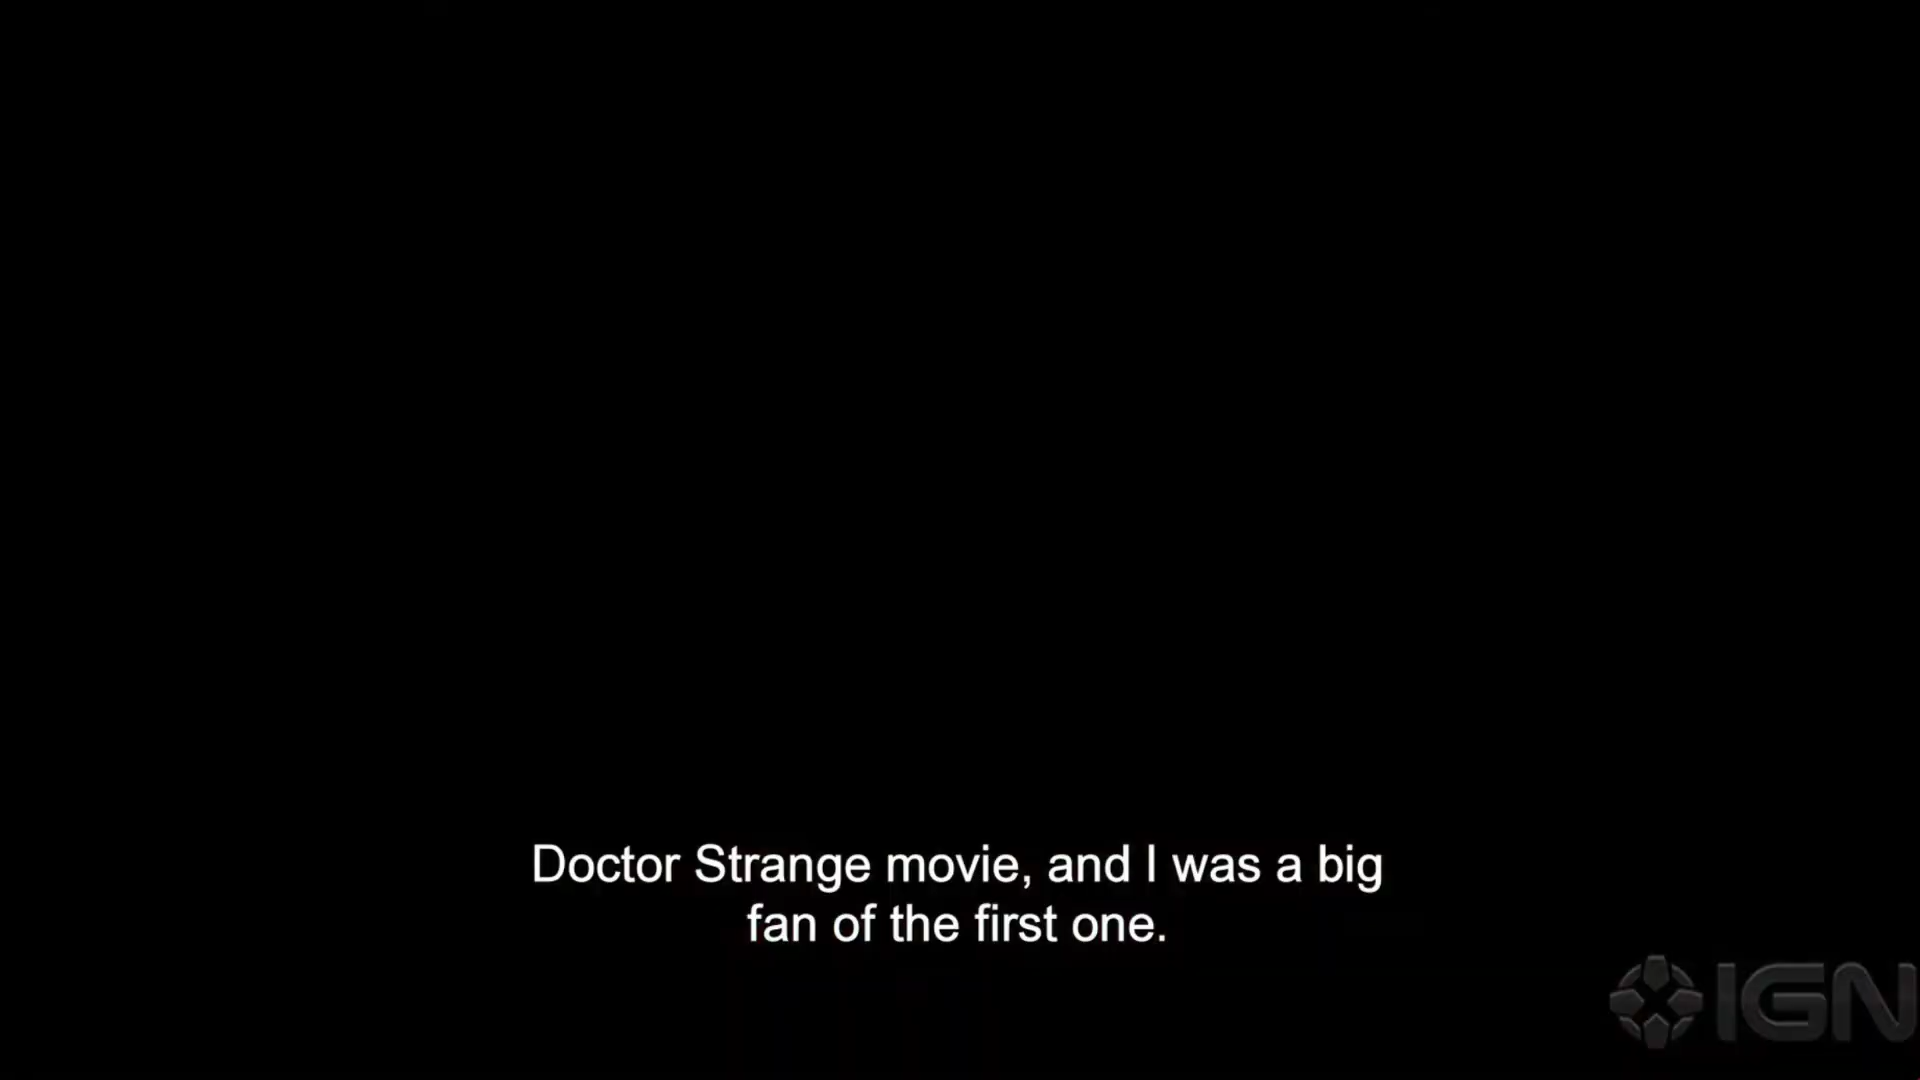 Doctor Strange movie, and I was a big
fan of the first one.
IGN